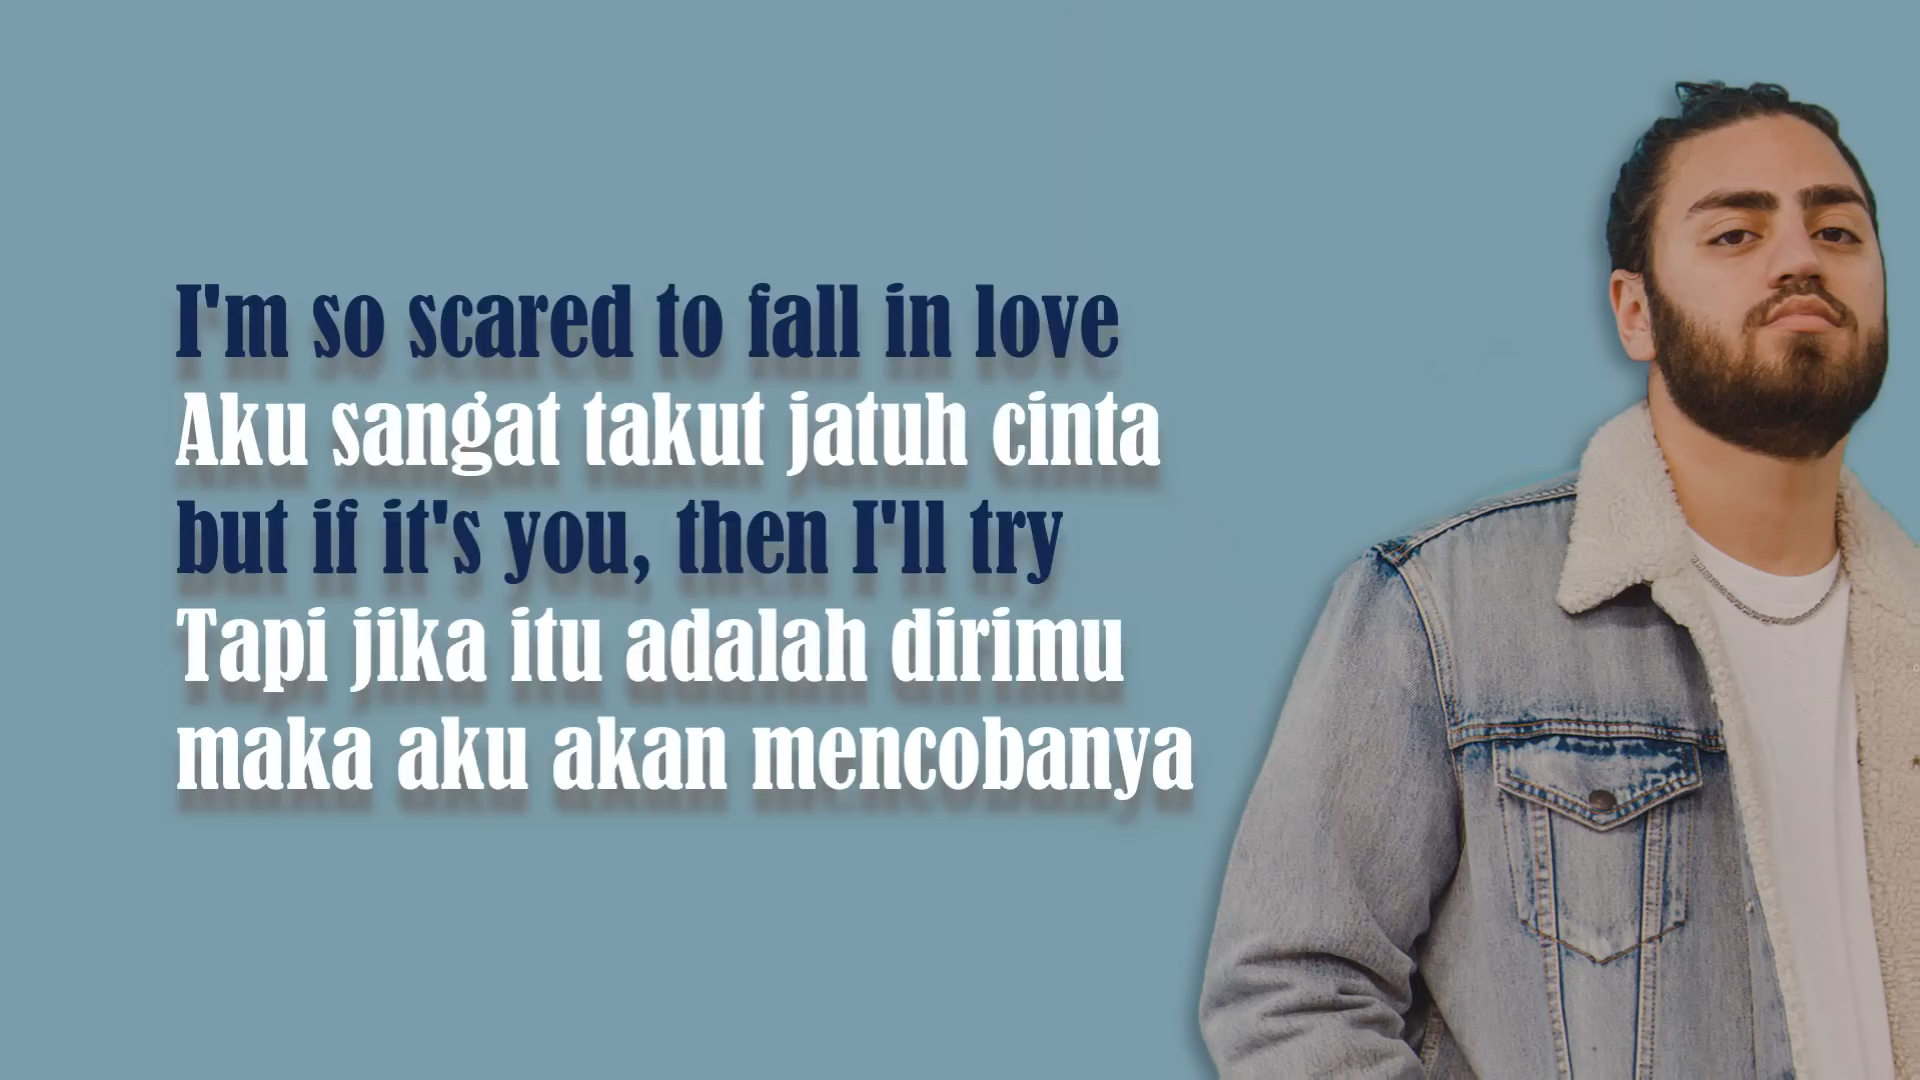 I'm so scared to fall in love
Aku sangat takut jatuh cinta
but if it's you, then I'll try
Tapi jika itu adalah dirimu
maka aku akan mencobanya